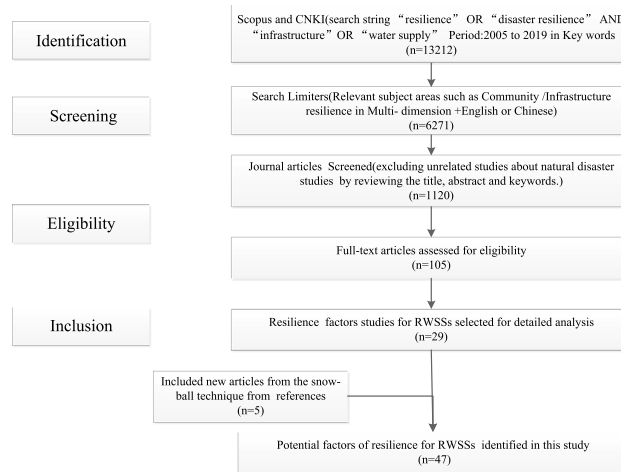 Identification
Scopus and CNKI(search string “resilience” OR “disaster resilience” AND
“infrastructure”OR “water supply” Period:2005 to 2019 in Key words
(n=13212)
Screening
Search Limiters(Relevant subject areas such as Community /Infrastructure
resilience in Multi- dimension +English or Chinese)
(n=6271)
Journal articles Screened(excluding unrelated studies about natural disaster
studies by reviewing the title, abstract and keywords.)
(n=1120)
Eligibility
Full-text articles assessed for eligibility
(n=105)
Inclusion
Resilience factors studies for RWSSs selected for detailed analysis
(n=29)
Included new articles from the snow-
ball technique from references
(n=5)
Potential factors of resilience for RWSSs identified in this study
(n=47)